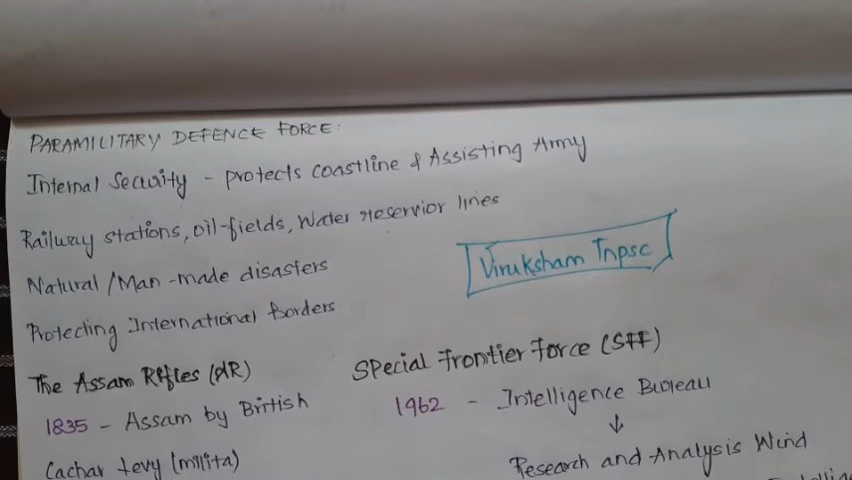 PARAMILITARY DEFENCE FORCE:
Internal Security - protects coastline & Assisting Army
Railway stations, oil-fields, Water reservior lines
Natural / Man-made disasters
Viruksham Tnpsc
Protecting International Borders
The Assam Rifles (AR)
1835 - Assam by Birtish
Cachar tevy (milita)
Special Frontier Force (SFF)
1962 - Intelligence Bureau
↓
Research and Analysis Wind